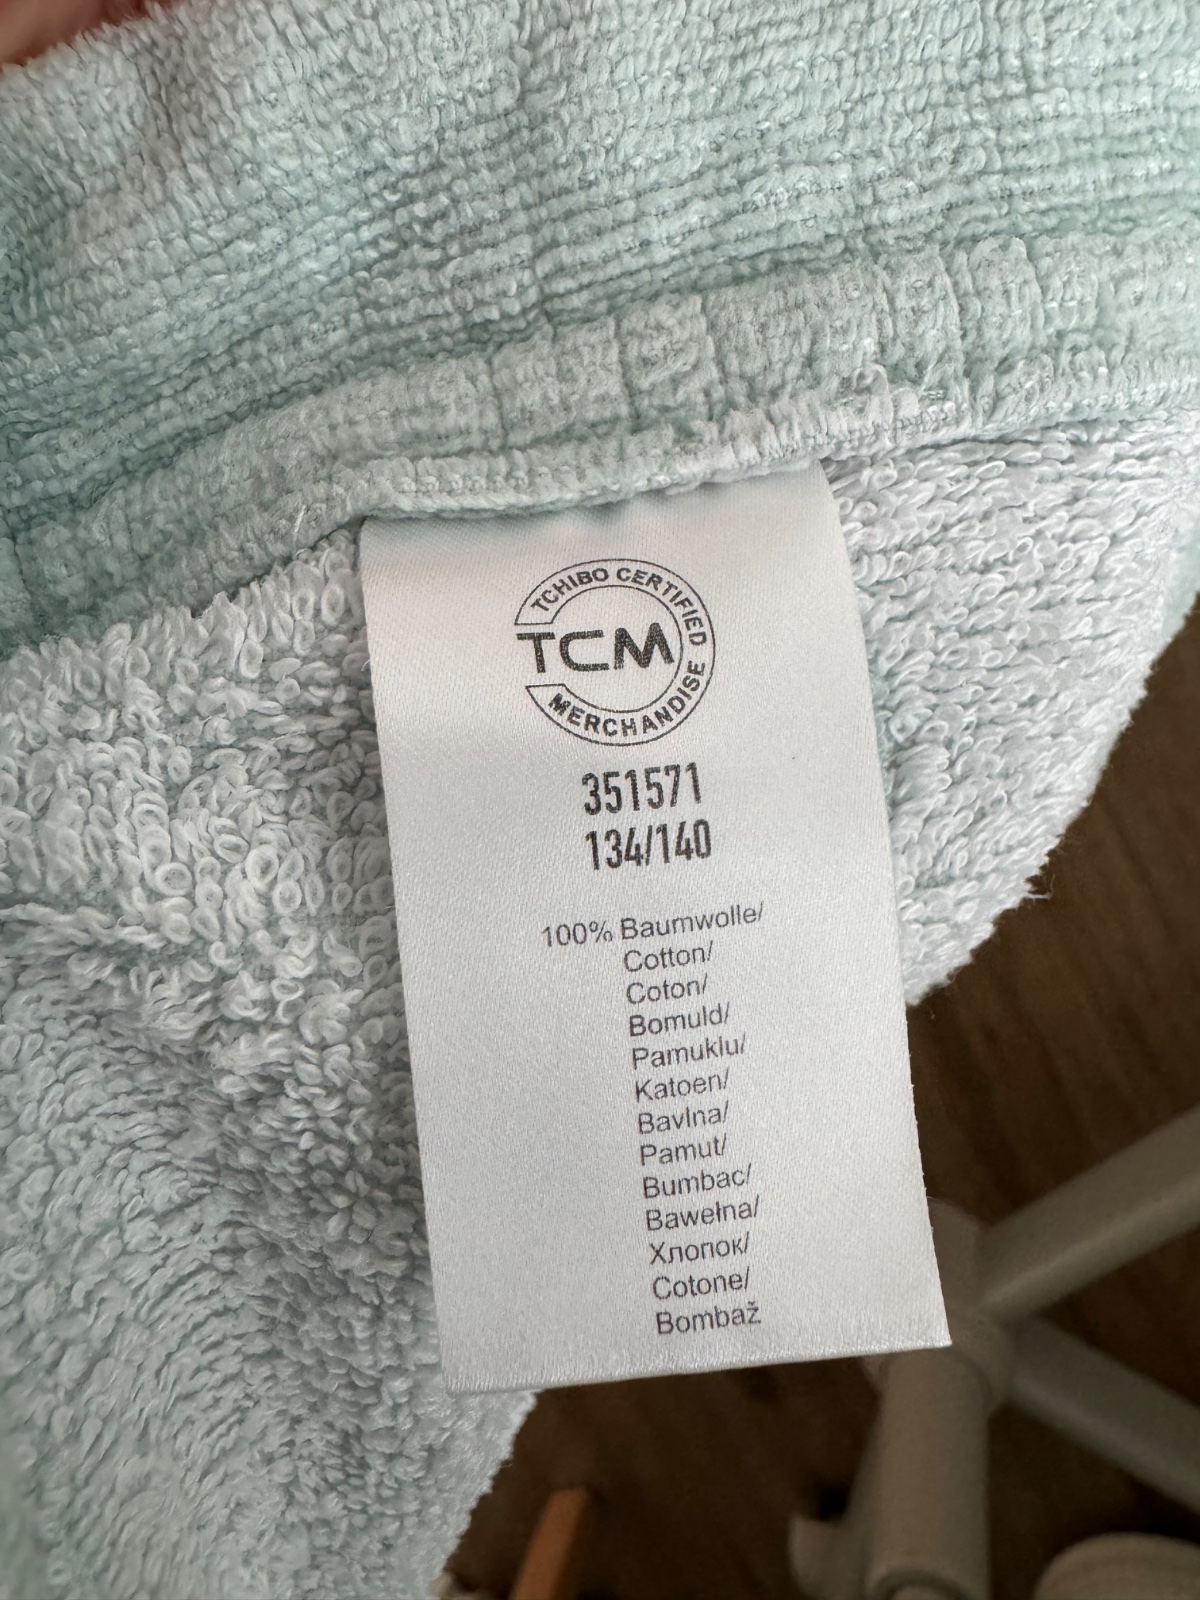 TCHIBO CERTIFIED
TCM
MERCHANDISE
351571
134/140
100% Baumwolle/
Cotton/
Coton/
Bomuld/
Pamuklu/
Katoen/
Bavlna/
Pamut/
Bumbac/
Bawełna/
Хлопок/
Cotone/
Bombaž